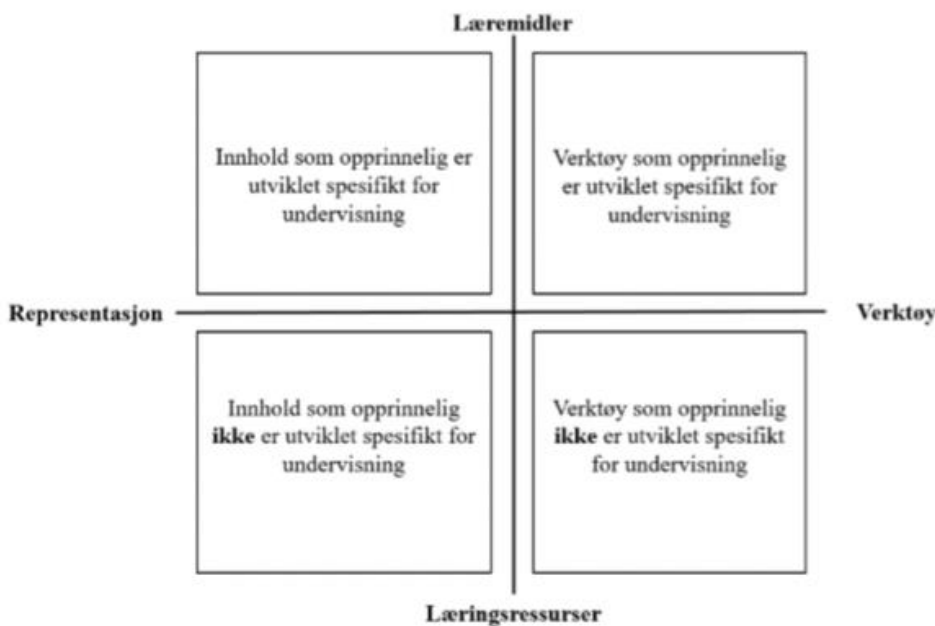 Læremidler
Innhold som opprinnelig er
utviklet spesifikt for
undervisning
Verktøy som opprinnelig
er utviklet spesifikt for
undervisning
Representasjon
Verktøy
Innhold som opprinnelig
ikke er utviklet spesifikt for
undervisning
Verktøy som opprinnelig
ikke er utviklet spesifikt
for undervisning
Læringsressurser